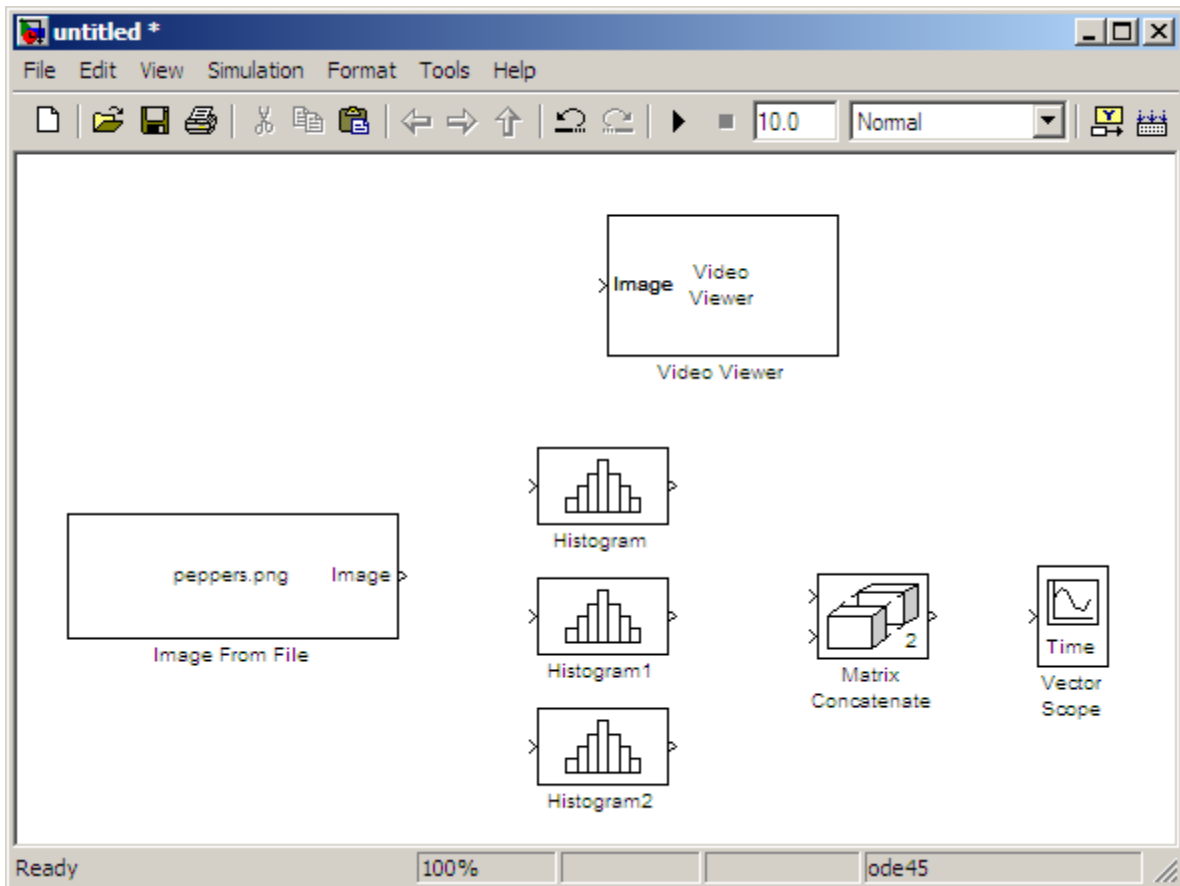 untitled *
File Edit View Simulation Format Tools Help
10.0 Normal
Image Video
Viewer
Video Viewer
Histogram
peppers.png Image
Image From File
Histogram1
2
Matrix
Concatenate
Time
Vector
Scope
Histogram2
Ready 100% ode45